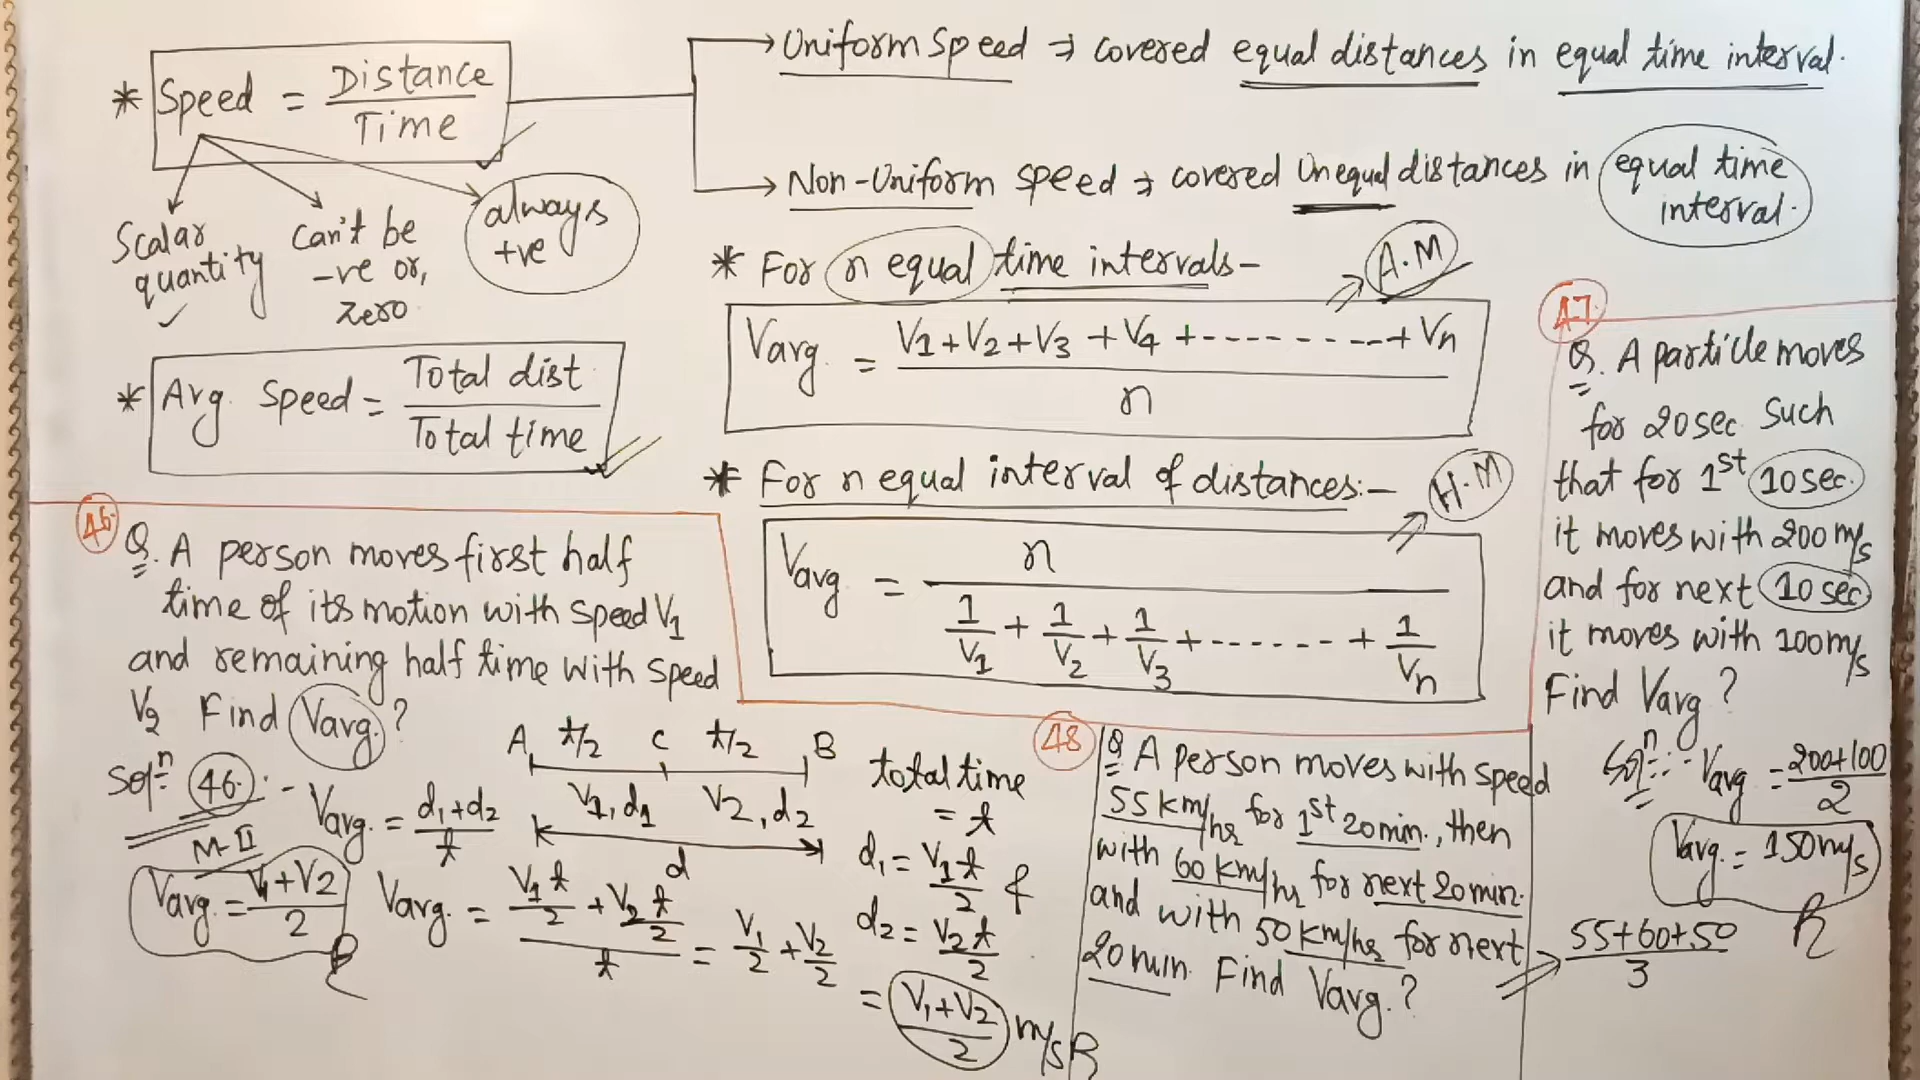 * Speed = Distance / Time
Scalar quantity ✓
Can't be -ve or, zero
always +ve
→ Uniform Speed ⇒ covered equal distances in equal time interval.
→ Non-Uniform speed ⇒ covered Unequal distances in equal time interval.
* Avg. Speed = Total dist. / Total time
* For n equal time intervals -
⇒ A.M
Vavg. = V1 + V2 + V3 + V4 + --------- + Vn / n
* For n equal interval of distances:-
⇒ H.M
Vavg = n / 1/V1 + 1/V2 + 1/V3 + ------ + 1/Vn
46.
Q. A person moves first half
time of its motion with speed V1
and remaining half time with speed
V2 Find Vavg.?
Solⁿ 46. :-
Vavg. = d1+d2 / t
A t/2 C t/2 B
V1, d1 V2, d2
d
total time
= t
d1 = V1t/2 &
d2 = V2t/2
M-II
Vavg. = V1+V2 / 2
Vavg. = V1t/2 + V2t/2 / t = V1/2 + V2/2
= V1+V2 / 2 m/s
47.
Q. A particle moves
for 20 sec. Such
that for 1st 10 sec.
it moves with 200 m/s
and for next 10 sec
it moves with 100 m/s
Find Vavg?
Solⁿ:- Vavg = 200+100 / 2
Vavg. = 150 m/s
48
Q. A person moves with speed
55 km/hr for 1st 20 min., then
with 60 km/hr for next 20 min.
and with 50 km/hr for next
20 min. Find Vavg.?
⇒ 55+60+50 / 3